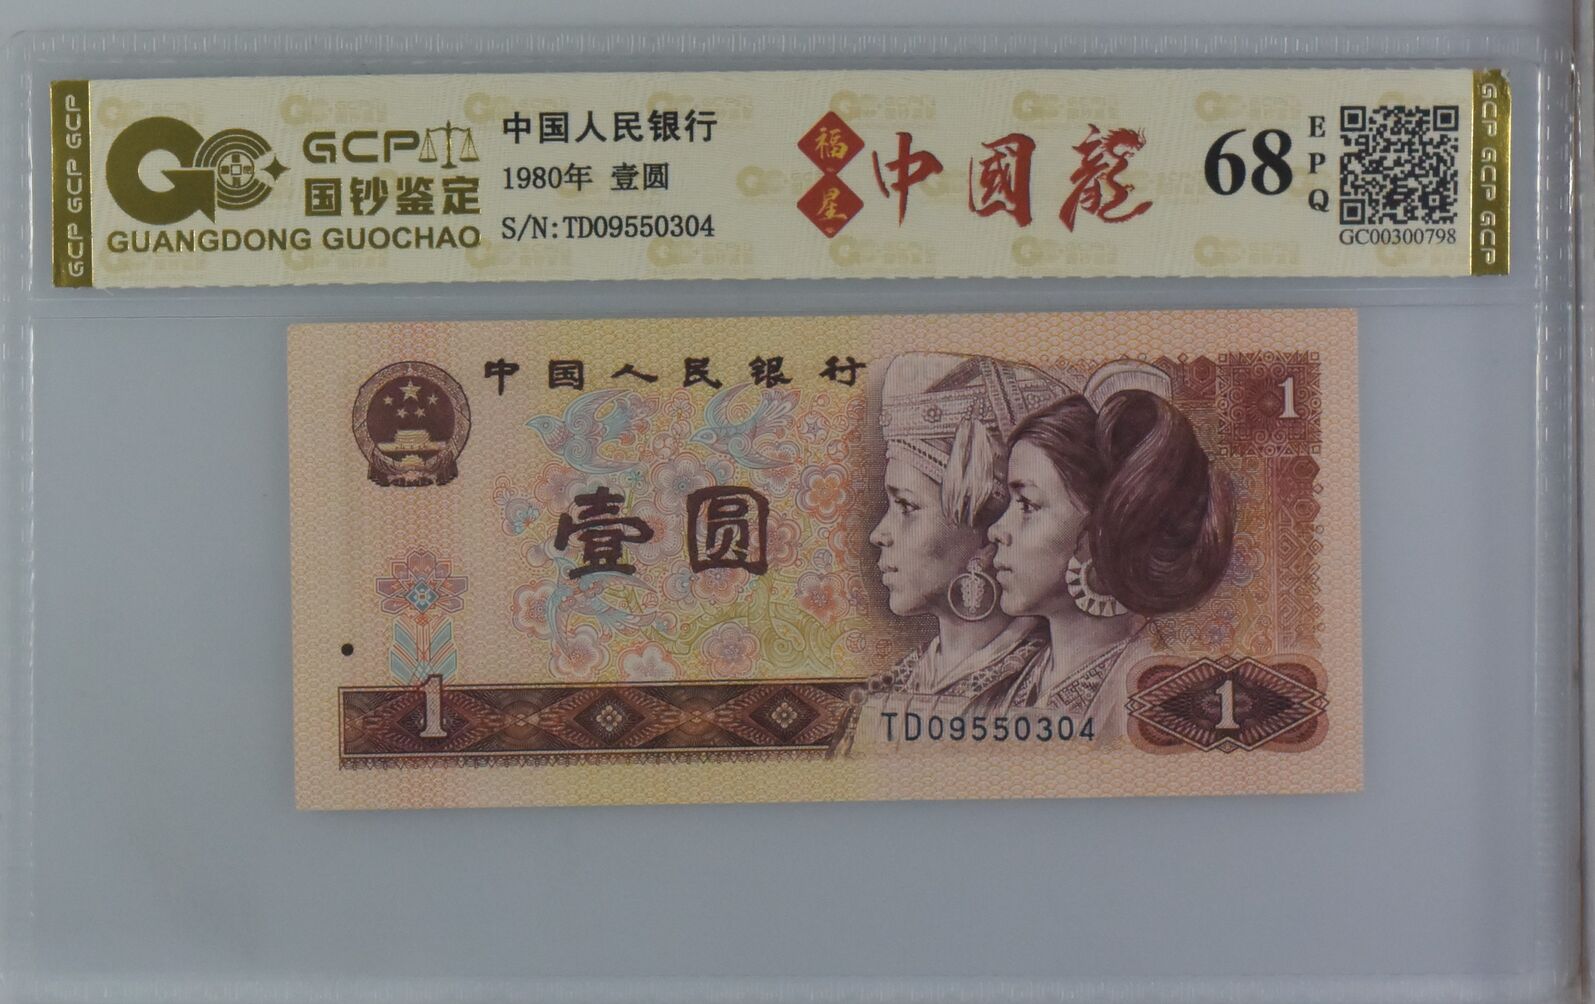 GCP GCP GCP
GCP
国钞鉴定
GUANGDONG GUOCHAO
中国人民银行
1980年 壹圆
S/N:TD09550304
福星
中國龍
68
EPQ
GC00300798
GCP GCP GCP
中国人民银行
1
壹圆
1
TD09550304
1